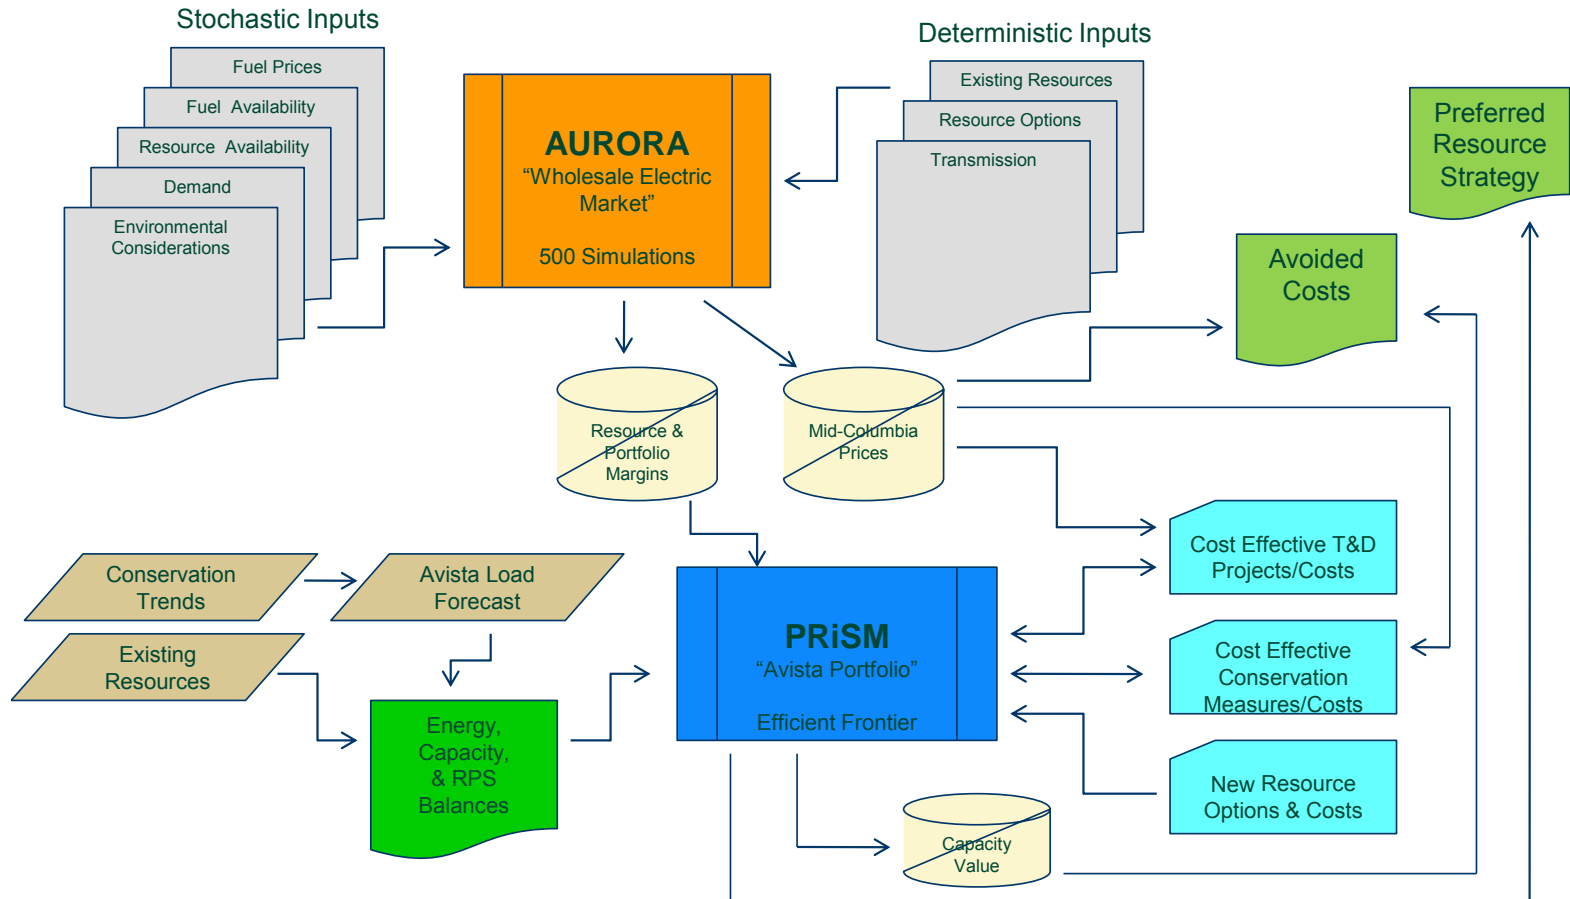 Stochastic Inputs
Fuel Prices
Fuel Availability
Resource Availability
Demand
Environmental
Considerations
AURORA
“Wholesale Electric
Market”
500 Simulations
Deterministic Inputs
Existing Resources
Resource Options
Transmission
Preferred
Resource
Strategy
Avoided
Costs
Resource &
Portfolio
Margins
Mid-Columbia
Prices
Conservation
Trends
Avista Load
Forecast
Existing
Resources
Energy,
Capacity,
& RPS
Balances
PRiSM
“Avista Portfolio”
Efficient Frontier
Cost Effective T&D
Projects/Costs
Cost Effective
Conservation
Measures/Costs
New Resource
Options & Costs
Capacity
Value